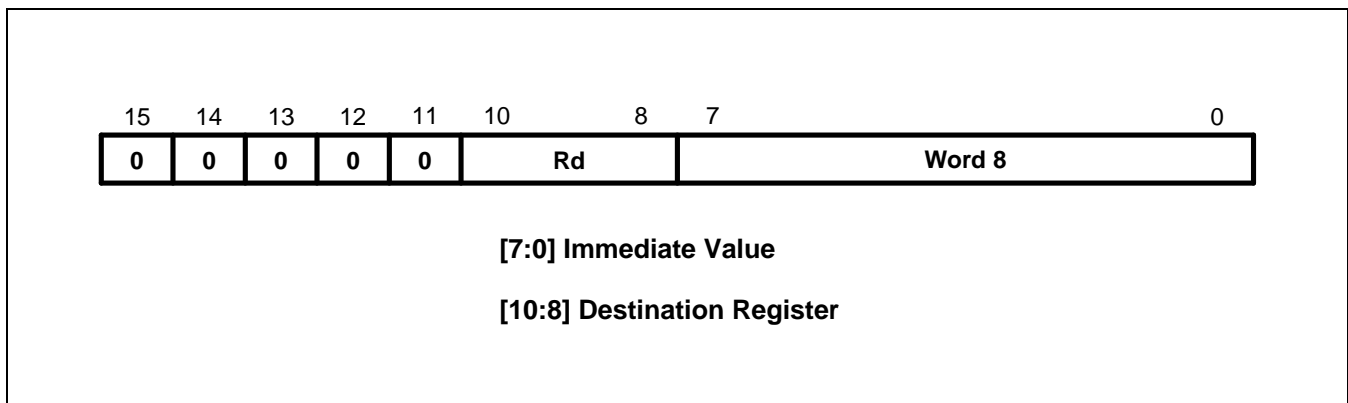 15 14 13 12 11 10 8 7 0
0 0 0 0 0 Rd Word 8
[7:0] Immediate Value
[10:8] Destination Register